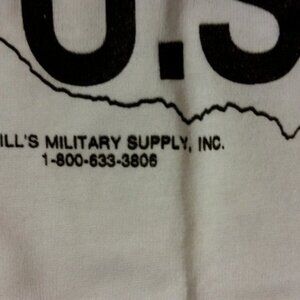 U.S
ILL'S MILITARY SUPPLY, INC.
1-800-633-3806